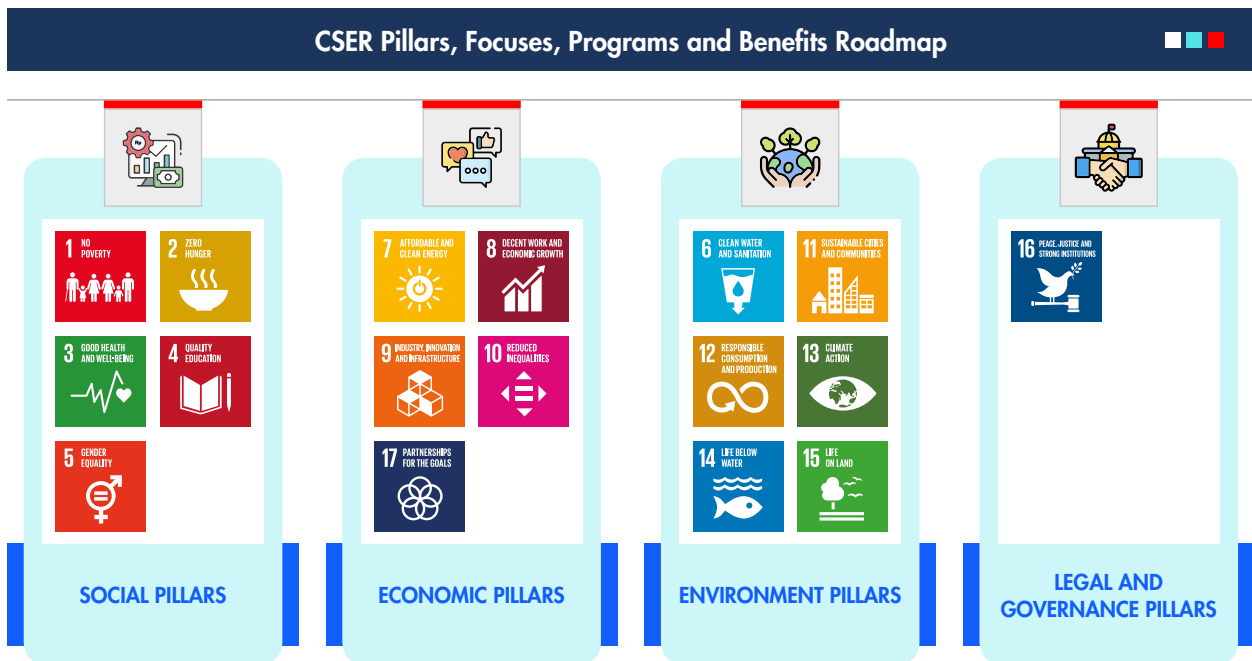 CSER Pillars, Focuses, Programs and Benefits Roadmap
Rp
1 NO
POVERTY
2 ZERO
HUNGER
3 GOOD HEALTH
AND WELL-BEING
4 QUALITY
EDUCATION
5 GENDER
EQUALITY
SOCIAL PILLARS
7 AFFORDABLE AND
CLEAN ENERGY
8 DECENT WORK AND
ECONOMIC GROWTH
9 INDUSTRY, INNOVATION
AND INFRASTRUCTURE
10 REDUCED
INEQUALITIES
17 PARTNERSHIPS
FOR THE GOALS
ECONOMIC PILLARS
6 CLEAN WATER
AND SANITATION
11 SUSTAINABLE CITIES
AND COMMUNITIES
12 RESPONSIBLE
CONSUMPTION
AND PRODUCTION
13 CLIMATE
ACTION
14 LIFE BELOW
WATER
15 LIFE
ON LAND
ENVIRONMENT PILLARS
16 PEACE, JUSTICE AND
STRONG INSTITUTIONS
LEGAL AND
GOVERNANCE PILLARS